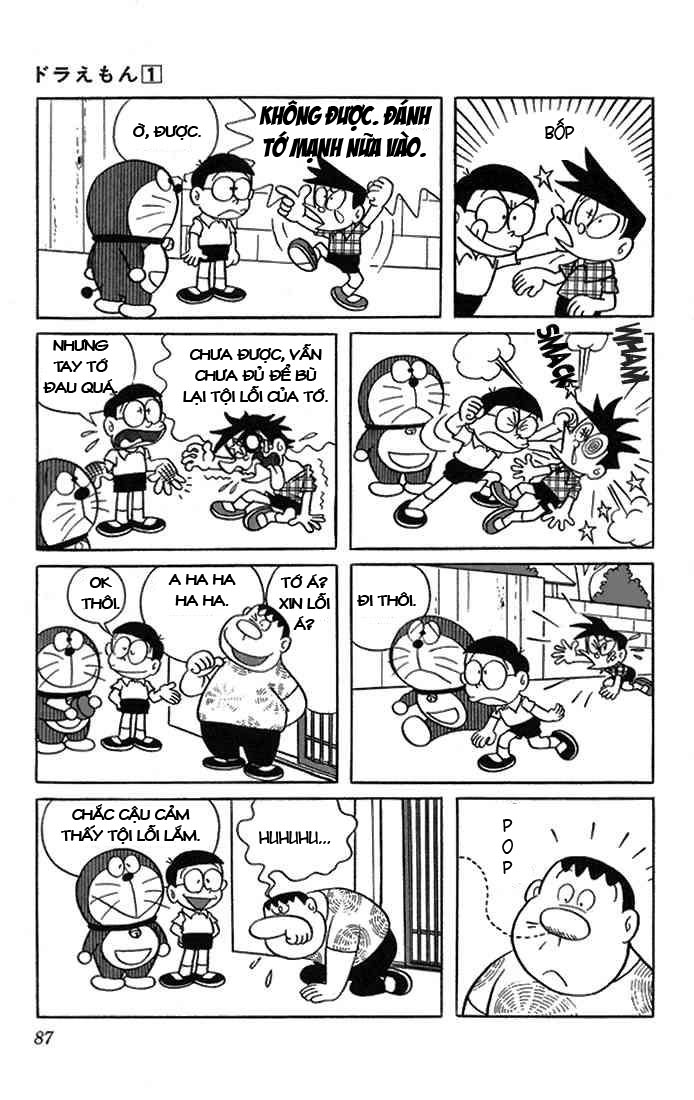 ドラえもん1
Ờ, ĐƯỢC.
KHÔNG ĐƯỢC. ĐÁNH
TỚ MẠNH NỮA VÀO.
BỐP
NHƯNG
TAY TỚ
ĐAU QUÁ.
CHƯA ĐƯỢC, VẪN
CHƯA ĐỦ ĐỂ BÙ
LẠI TỘI LỖI CỦA TỚ.
SMACK
WHAM
OK
THÔI.
A HA HA
HA HA.
TỚ Á?
XIN LỖI
Á?
ĐI THÔI.
CHẮC CẬU CẢM
THẤY TỘI LỖI LẮM.
HUHUHU...
POP
87